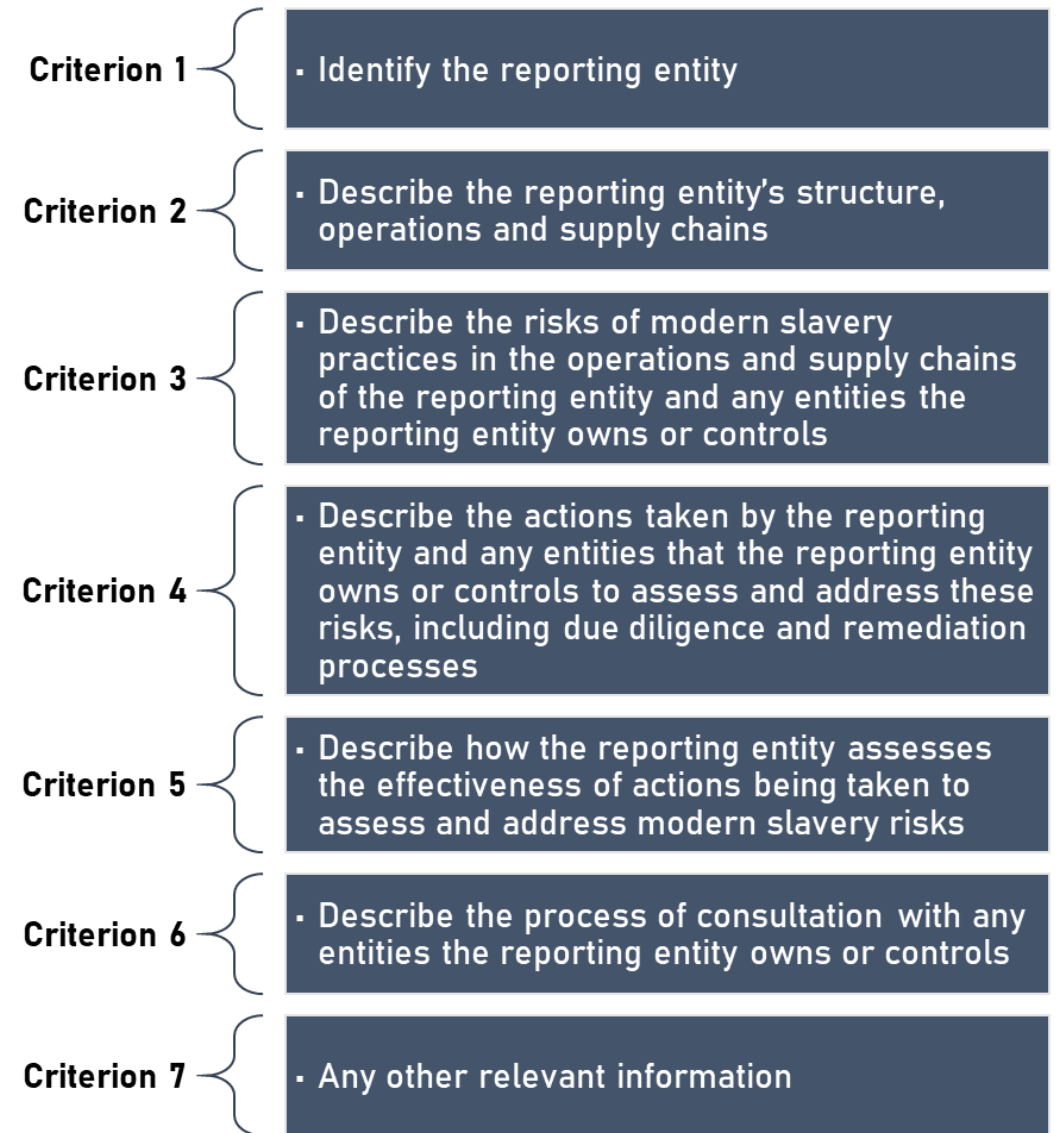 Criterion 1
· Identify the reporting entity
Criterion 2
· Describe the reporting entity’s structure,
operations and supply chains
Criterion 3
· Describe the risks of modern slavery
practices in the operations and supply chains
of the reporting entity and any entities the
reporting entity owns or controls
Criterion 4
· Describe the actions taken by the reporting
entity and any entities that the reporting entity
owns or controls to assess and address these
risks, including due diligence and remediation
processes
Criterion 5
· Describe how the reporting entity assesses
the effectiveness of actions being taken to
assess and address modern slavery risks
Criterion 6
· Describe the process of consultation with any
entities the reporting entity owns or controls
Criterion 7
· Any other relevant information